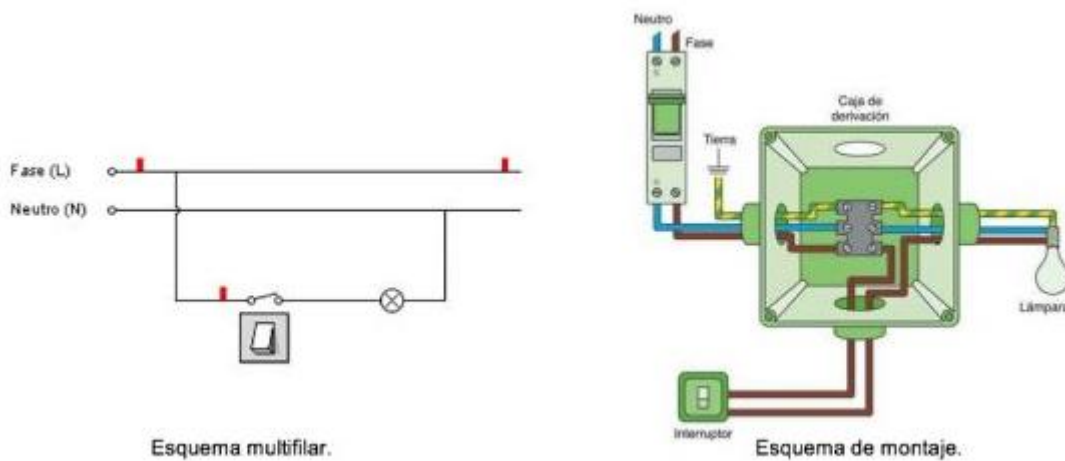 Fase (L)
Neutro (N)
Esquema multifilar.
Neutro
Fase
Tierra
Caja de
derivación
Lámpara
Interruptor
Esquema de montaje.